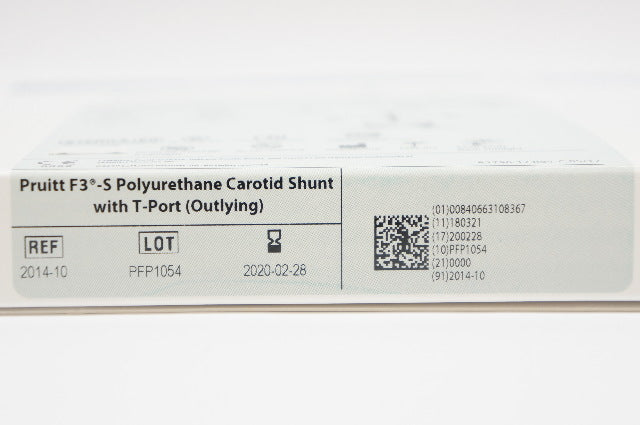 Pruitt F3®-S Polyurethane Carotid Shunt
with T-Port (Outlying)
REF LOT
2014-10 PFP1054 2020-02-28
(01)00840663108367
(11)180321
(17)200228
(10)PFP1054
(21)0000
(91)2014-10